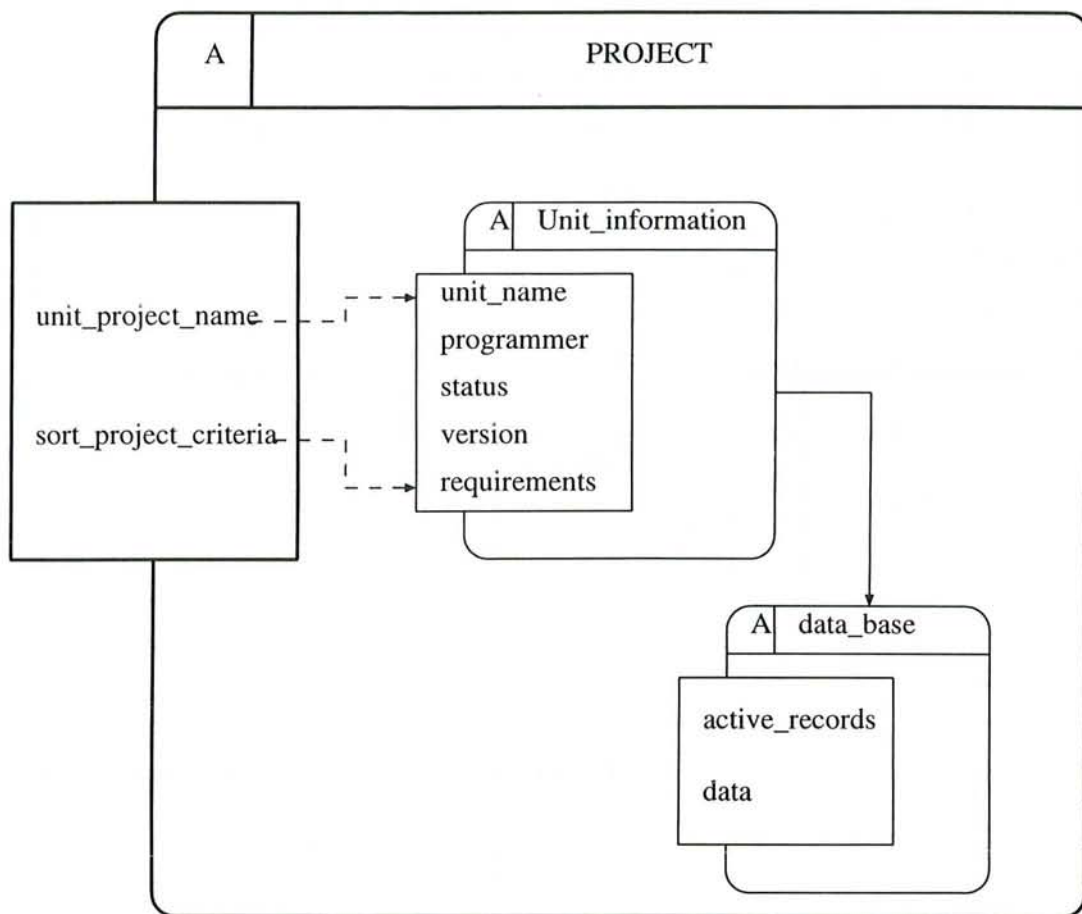 A PROJECT
A Unit_information
unit_project_name
sort_project_criteria
unit_name
programmer
status
version
requirements
A data_base
active_records
data